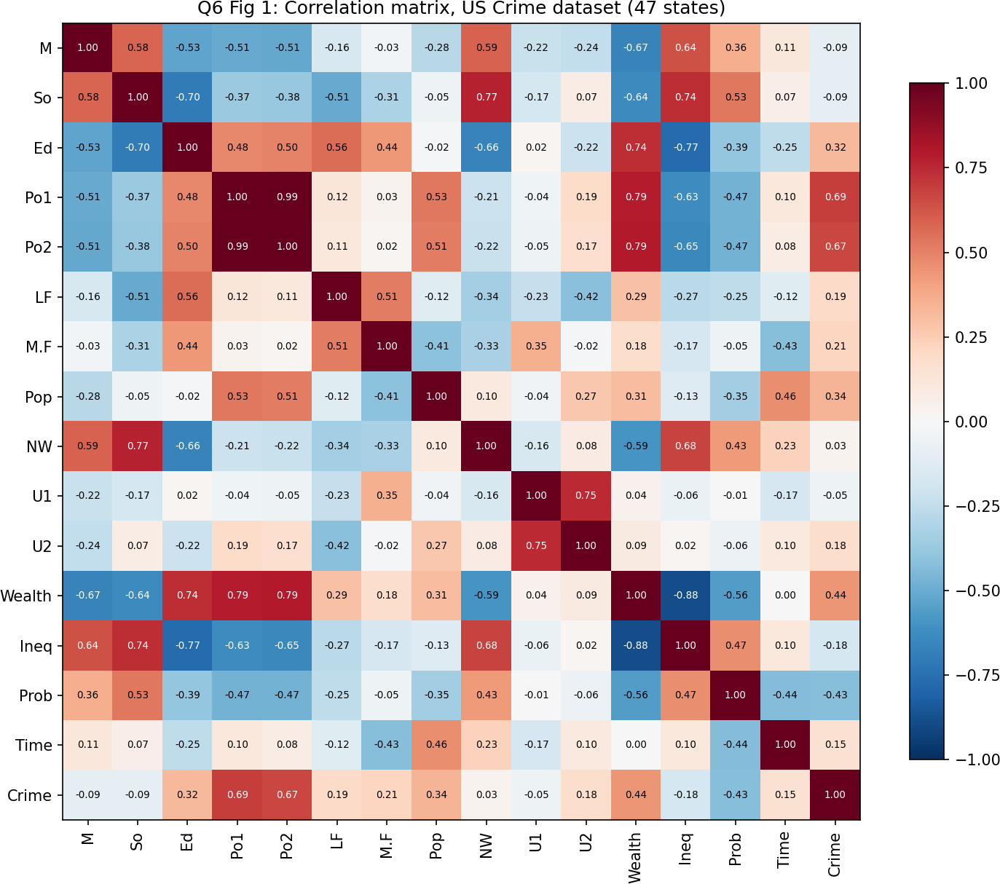 Q6 Fig 1: Correlation matrix, US Crime dataset (47 states)
M 1.00 0.58 -0.53 -0.51 -0.51 -0.16 -0.03 -0.28 0.59 -0.22 -0.24 -0.67 0.64 0.36 0.11 -0.09
So 0.58 1.00 -0.70 -0.37 -0.38 -0.51 -0.31 -0.05 0.77 -0.17 0.07 -0.64 0.74 0.53 0.07 -0.09
Ed -0.53 -0.70 1.00 0.48 0.50 0.56 0.44 -0.02 -0.66 0.02 -0.22 0.74 -0.77 -0.39 -0.25 0.32
Po1 -0.51 -0.37 0.48 1.00 0.99 0.12 0.03 0.53 -0.21 -0.04 0.19 0.79 -0.63 -0.47 0.10 0.69
Po2 -0.51 -0.38 0.50 0.99 1.00 0.11 0.02 0.51 -0.22 -0.05 0.17 0.79 -0.65 -0.47 0.08 0.67
LF -0.16 -0.51 0.56 0.12 0.11 1.00 0.51 -0.12 -0.34 -0.23 -0.42 0.29 -0.27 -0.25 -0.12 0.19
M.F -0.03 -0.31 0.44 0.03 0.02 0.51 1.00 -0.41 -0.33 0.35 -0.02 0.18 -0.17 -0.05 -0.43 0.21
Pop -0.28 -0.05 -0.02 0.53 0.51 -0.12 -0.41 1.00 0.10 -0.04 0.27 0.31 -0.13 -0.35 0.46 0.34
NW 0.59 0.77 -0.66 -0.21 -0.22 -0.34 -0.33 0.10 1.00 -0.16 0.08 -0.59 0.68 0.43 0.23 0.03
U1 -0.22 -0.17 0.02 -0.04 -0.05 -0.23 0.35 -0.04 -0.16 1.00 0.75 0.04 -0.06 -0.01 -0.17 -0.05
U2 -0.24 0.07 -0.22 0.19 0.17 -0.42 -0.02 0.27 0.08 0.75 1.00 0.09 0.02 -0.06 0.10 0.18
Wealth -0.67 -0.64 0.74 0.79 0.79 0.29 0.18 0.31 -0.59 0.04 0.09 1.00 -0.88 -0.56 0.00 0.44
Ineq 0.64 0.74 -0.77 -0.63 -0.65 -0.27 -0.17 -0.13 0.68 -0.06 0.02 -0.88 1.00 0.47 0.10 -0.18
Prob 0.36 0.53 -0.39 -0.47 -0.47 -0.25 -0.05 -0.35 0.43 -0.01 -0.06 -0.56 0.47 1.00 -0.44 -0.43
Time 0.11 0.07 -0.25 0.10 0.08 -0.12 -0.43 0.46 0.23 -0.17 0.10 0.00 0.10 -0.44 1.00 0.15
Crime -0.09 -0.09 0.32 0.69 0.67 0.19 0.21 0.34 0.03 -0.05 0.18 0.44 -0.18 -0.43 0.15 1.00
M So Ed Po1 Po2 LF M.F Pop NW U1 U2 Wealth Ineq Prob Time Crime
1.00
0.75
0.50
0.25
0.00
−0.25
−0.50
−0.75
−1.00